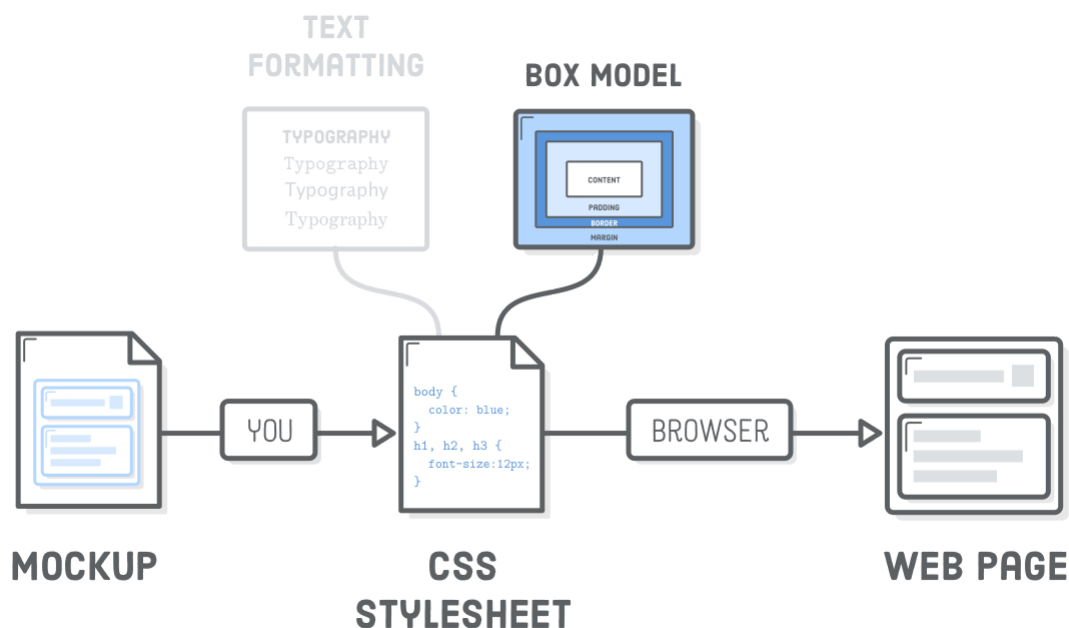 TEXT
FORMATTING
TYPOGRAPHY
Typography
Typography
Typography
BOX MODEL
CONTENT
PADDING
BORDER
MARGIN
YOU
body {
  color: blue;
}
h1, h2, h3 {
  font-size:12px;
}
BROWSER
MOCKUP
CSS
STYLESHEET
WEB PAGE